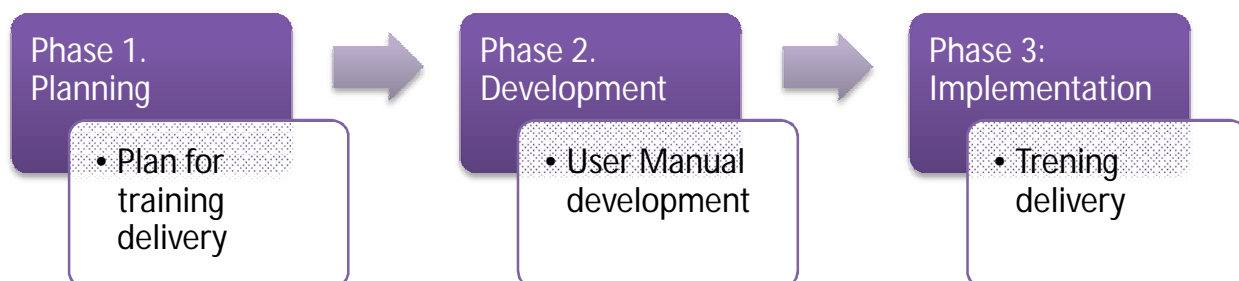 Phase 1.
Planning
• Plan for
training
delivery
Phase 2.
Development
• User Manual
development
Phase 3:
Implementation
• Trening
delivery